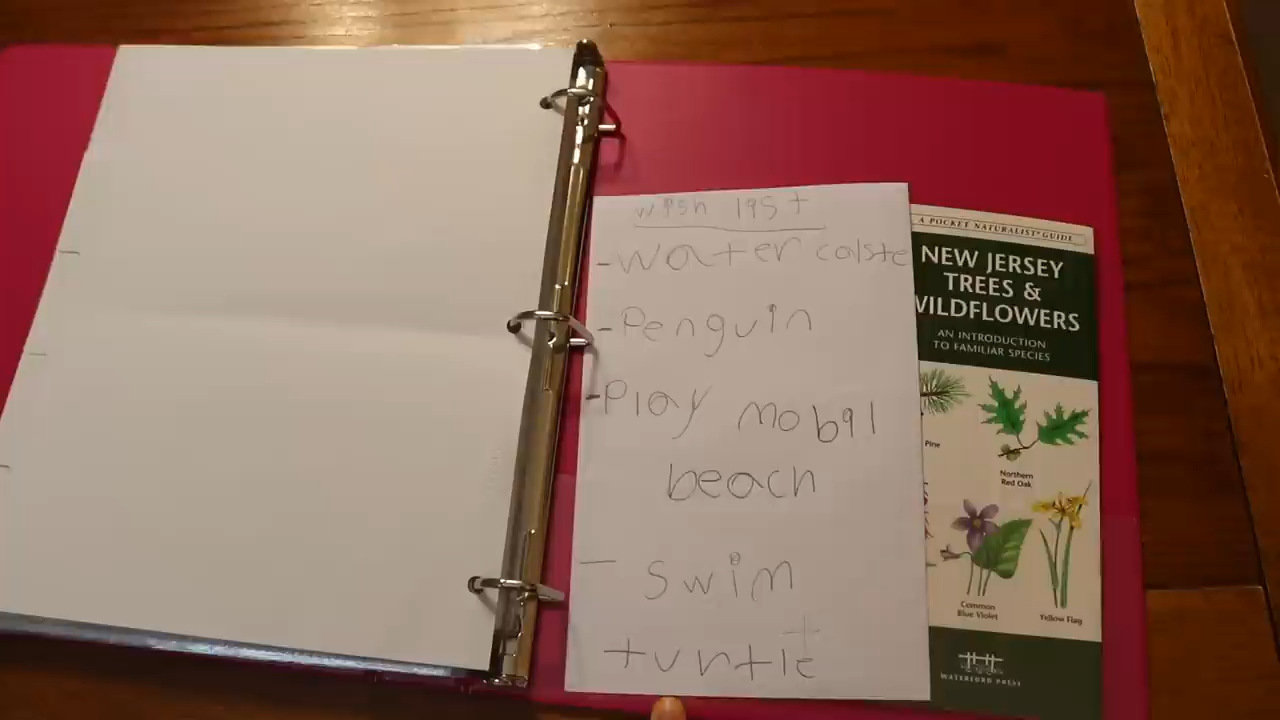 wish list
-Water calste
-Penguin
-Play mobil
beach
- swim
turtle
A POCKET NATURALIST® GUIDE
NEW JERSEY
TREES &
WILDFLOWERS
AN INTRODUCTION
TO FAMILIAR SPECIES
Pine
Northern
Red Oak
Common
Blue Violet
Yellow Flag
WATERFORD PRESS